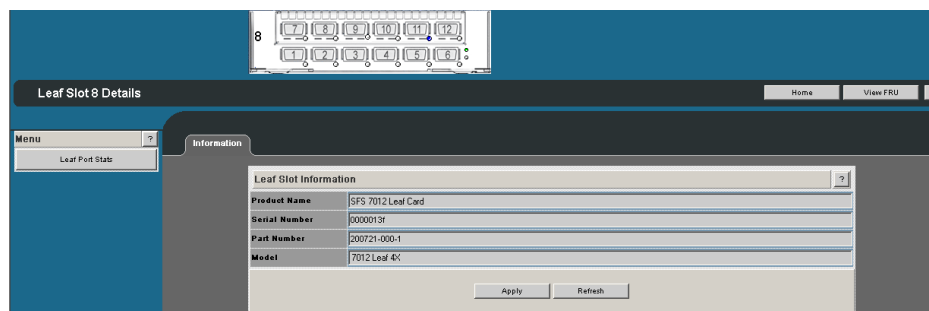 7 8 9 10 11 12
8
1 2 3 4 5 6
Leaf Slot 8 Details
Home View FRU
Menu ?
Leaf Port Stats
Information
Leaf Slot Information ?
Product Name SFS 7012 Leaf Card
Serial Number 0000013f
Part Number 200721-000-1
Model 7012 Leaf 4X
Apply Refresh